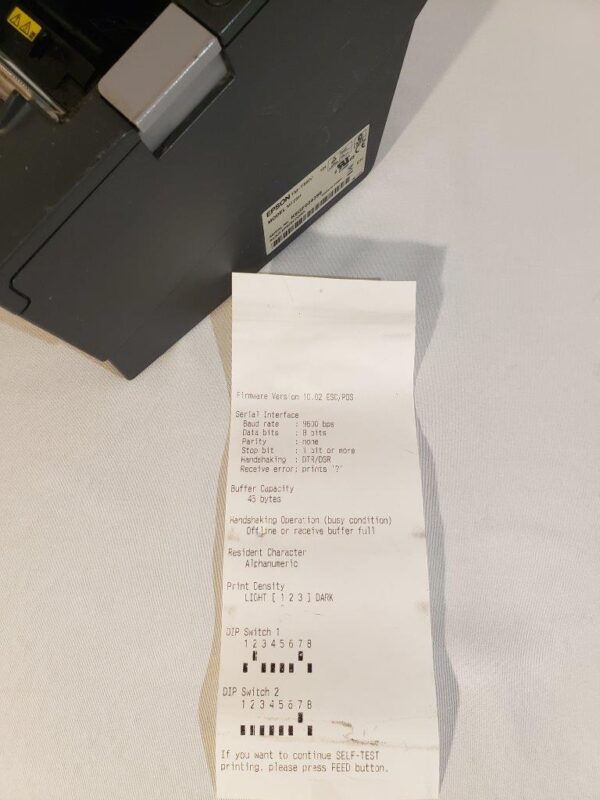 EPSON
MODEL
Firmware Version 10.02 ESC/POS
Serial Interface
Baud rate : 9600 bps
Data bits : 8 bits
Parity : none
Stop bit : 1 bit or more
Handshaking : DTR/DSR
Receive error: prints '?'
Buffer Capacity
45 bytes
Handshaking Operation (busy condition)
Offline or receive buffer full
Resident Character
Alphanumeric
Print Density
LIGHT [ 1 2 3 ] DARK
DIP Switch 1
1 2 3 4 5 6 7 8
DIP Switch 2
1 2 3 4 5 6 7 8
If you want to continue SELF-TEST
printing, please press FEED button.